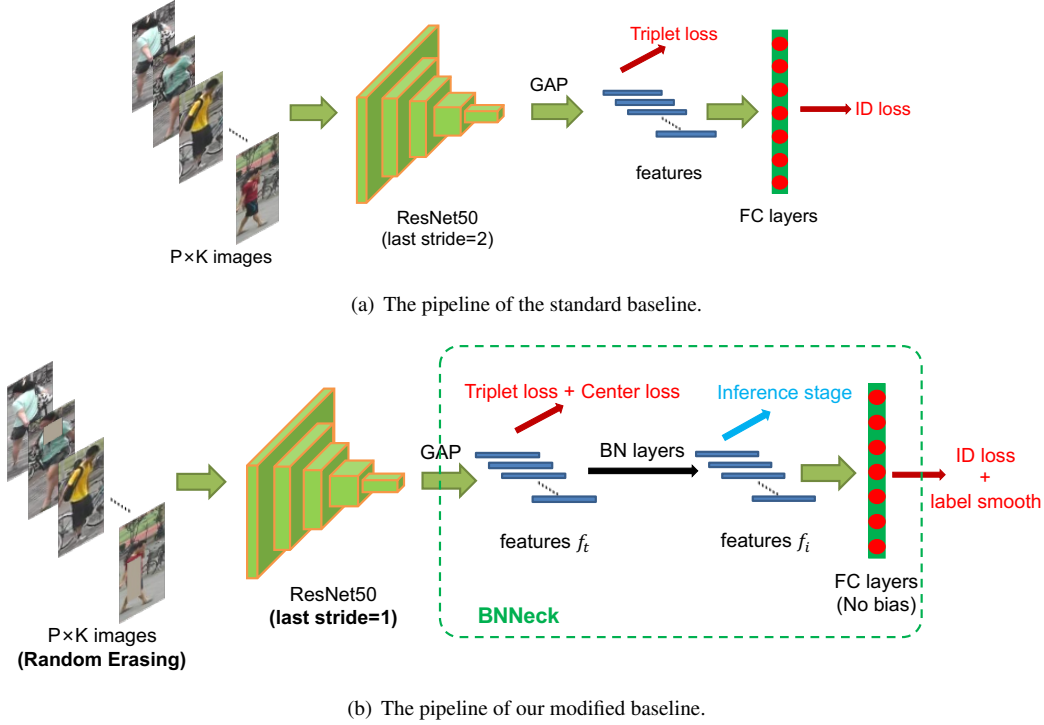 Triplet loss
GAP
ID loss
features
FC layers
ResNet50
(last stride=2)
P×K images
(a) The pipeline of the standard baseline.
Triplet loss + Center loss
Inference stage
GAP
BN layers
ID loss
+
label smooth
features f_t
features f_i
FC layers
(No bias)
ResNet50
(last stride=1)
BNNeck
P×K images
(Random Erasing)
(b) The pipeline of our modified baseline.